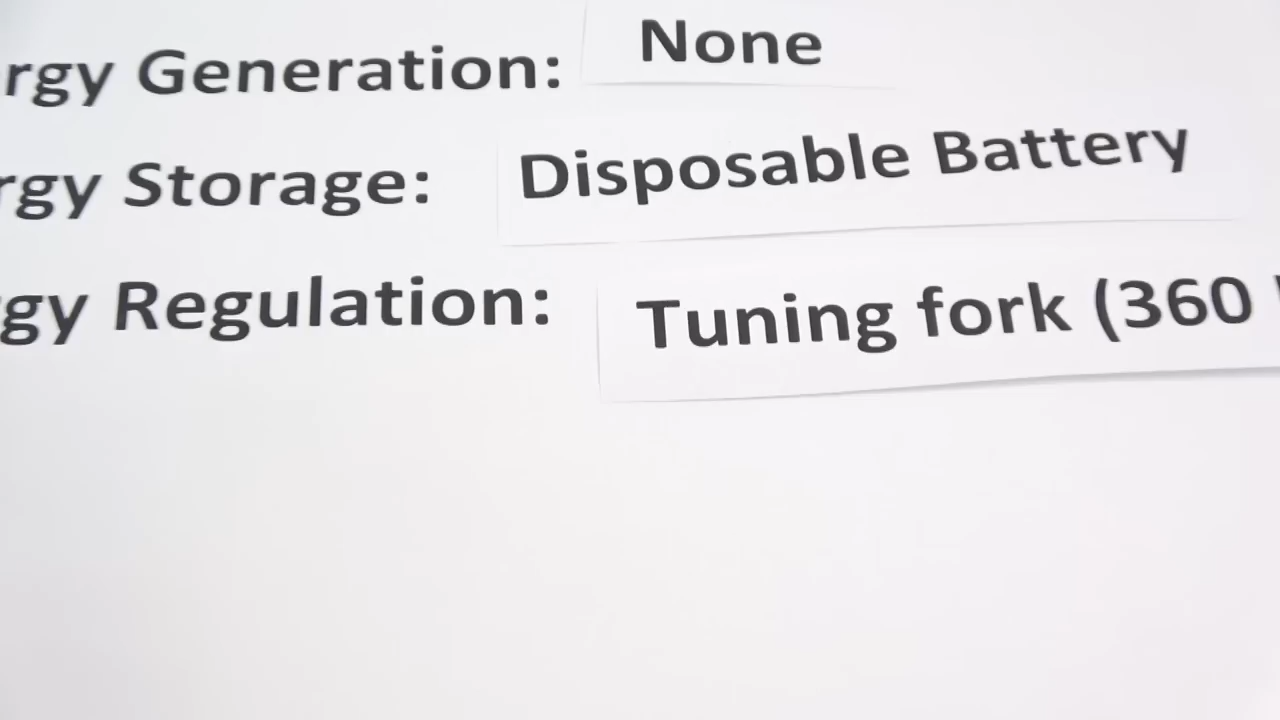 rgy Generation: None
rgy Storage: Disposable Battery
gy Regulation: Tuning fork (360